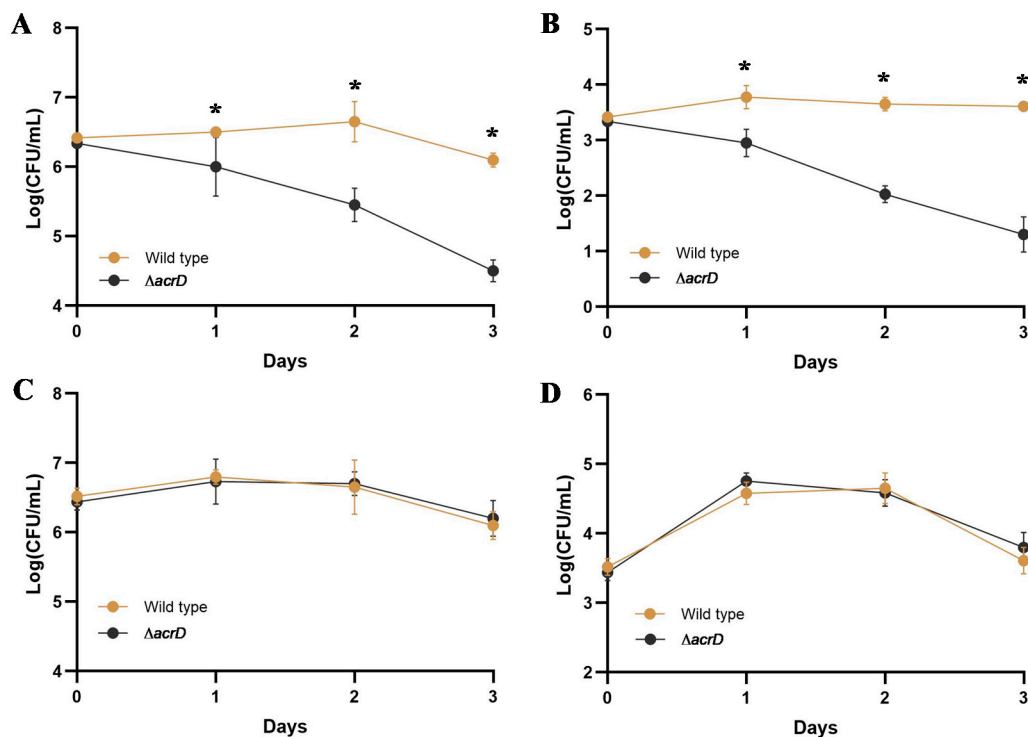 A
Log(CFU/mL)
8
7
6
5
4
* * *
Wild type
ΔacrD
0 1 2 3
Days
B
Log(CFU/mL)
5
4
3
2
1
0
* * *
Wild type
ΔacrD
0 1 2 3
Days
C
Log(CFU/mL)
8
7
6
5
4
Wild type
ΔacrD
0 1 2 3
Days
D
Log(CFU/mL)
6
5
4
3
2
Wild type
ΔacrD
0 1 2 3
Days